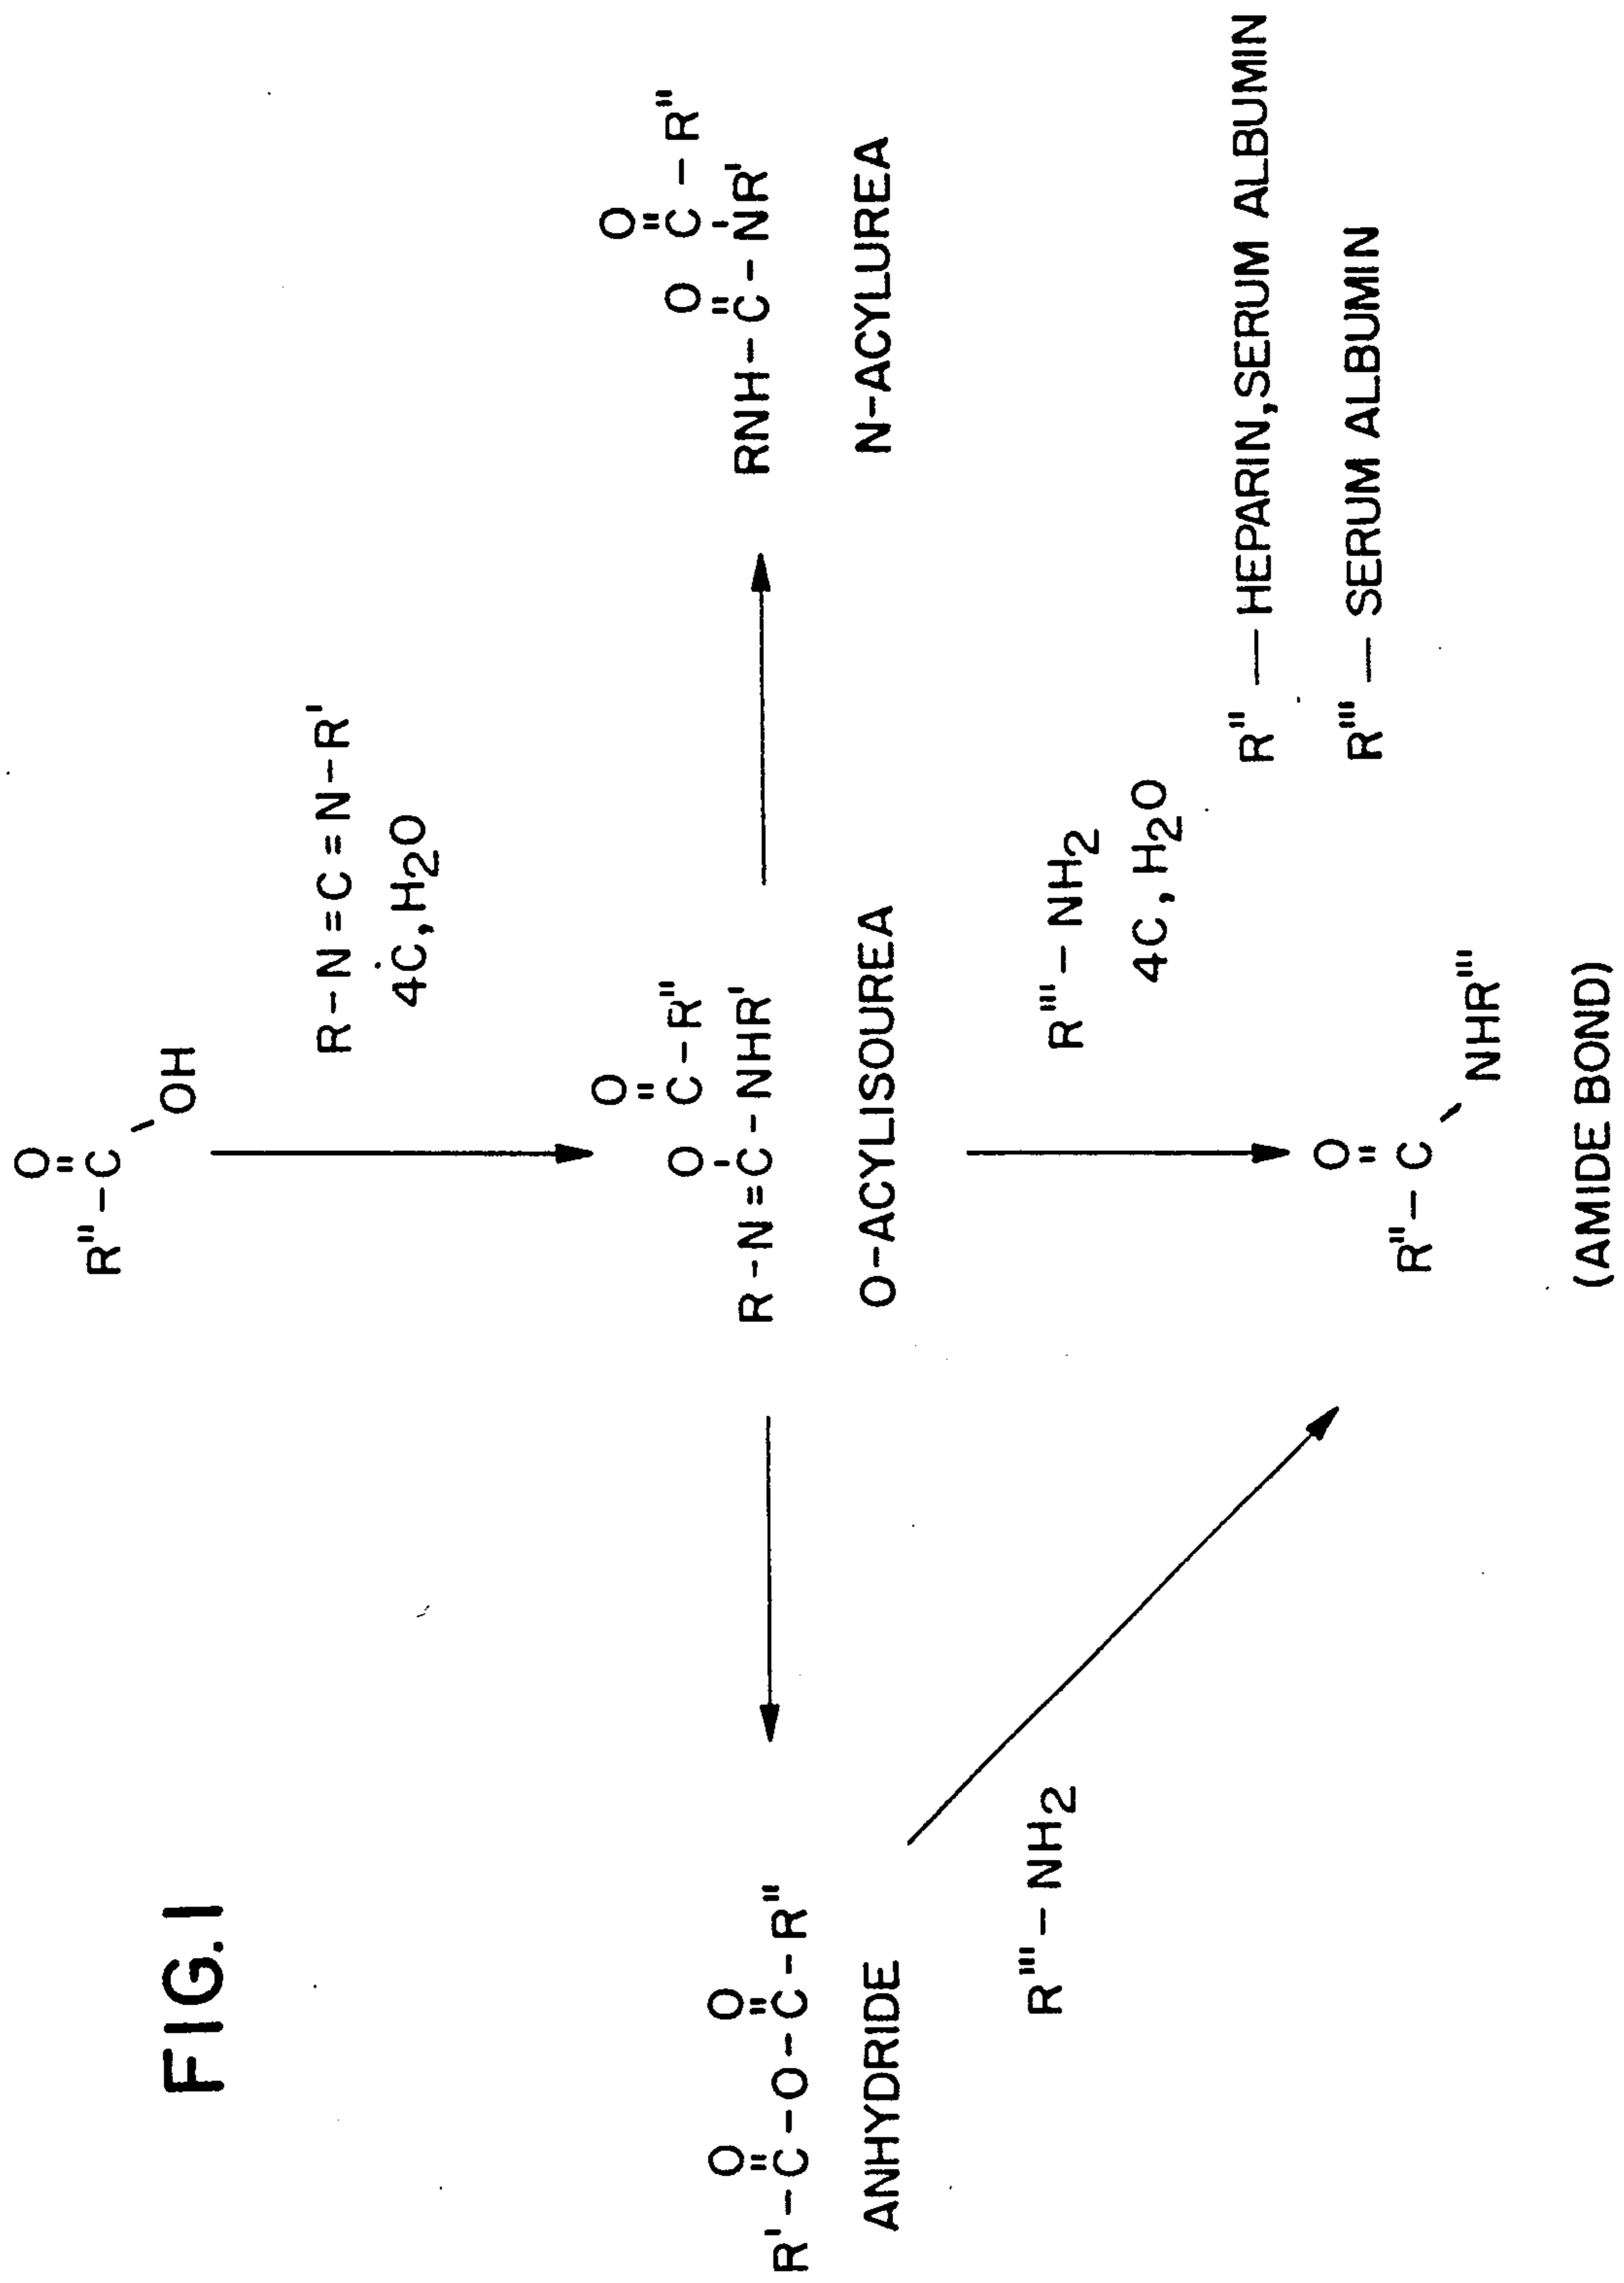 FIG.1
O
"
R"-C
OH
R-N=C=N-R'
4C,H2O
O
"
O C-R"
R-N=C-NHR'
O-ACYLISOUREA
O
"
O C-R"
" '
RNH-C-NR'
N-ACYLUREA
O O
" "
R'-C-O-C-R"
ANHYDRIDE
R'''-NH2
R'''-NH2
4C, H2O
R" — HEPARIN,SERUM ALBUMIN
R''' — SERUM ALBUMIN
O
"
R"-C
NHR'''
(AMIDE BOND)